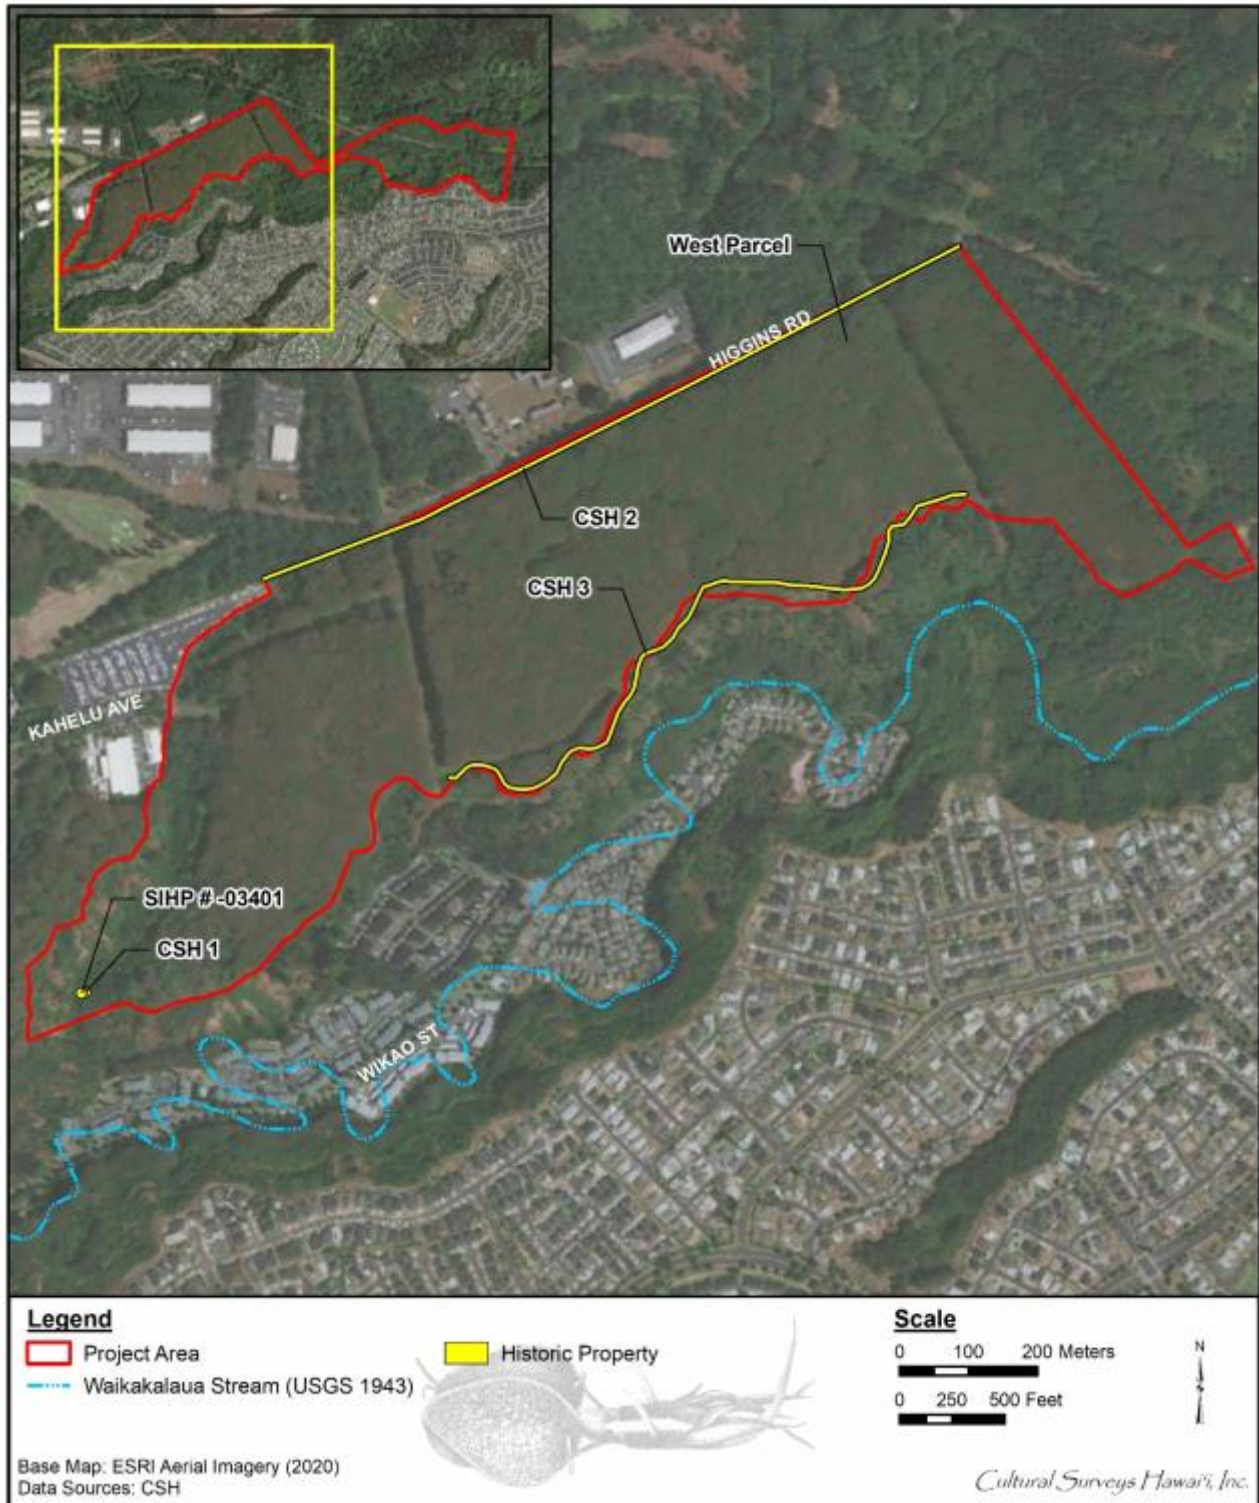 West Parcel
HIGGINS RD
CSH 2
CSH 3
KAHELU AVE
SIHP # -03401
CSH 1
WIKAO ST
Legend
Project Area
Historic Property
Waikakalaua Stream (USGS 1943)
Scale
0 100 200 Meters
0 250 500 Feet
N
Base Map: ESRI Aerial Imagery (2020)
Data Sources: CSH
Cultural Surveys Hawai'i, Inc.